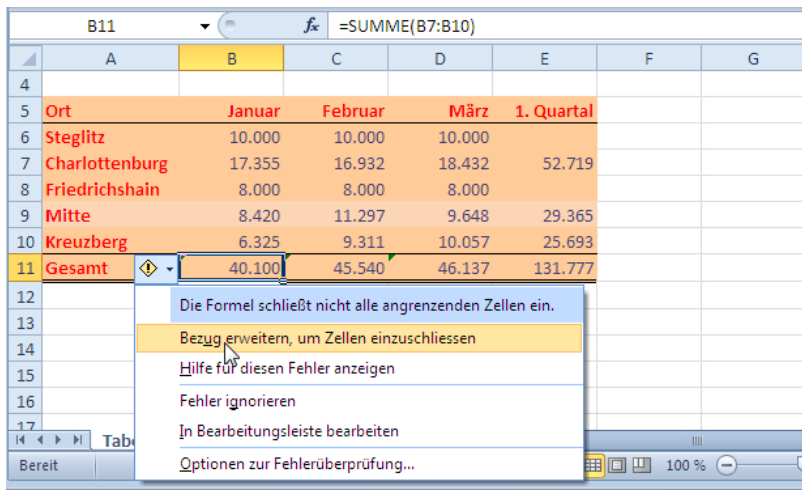 B11 fx =SUMME(B7:B10)
A B C D E F G
4
5 Ort Januar Februar März 1. Quartal
6 Steglitz 10.000 10.000 10.000
7 Charlottenburg 17.355 16.932 18.432 52.719
8 Friedrichshain 8.000 8.000 8.000
9 Mitte 8.420 11.297 9.648 29.365
10 Kreuzberg 6.325 9.311 10.057 25.693
11 Gesamt 40.100 45.540 46.137 131.777
12
Die Formel schließt nicht alle angrenzenden Zellen ein.
13
Bezug erweitern, um Zellen einzuschliessen
14
15
Hilfe für diesen Fehler anzeigen
16
Fehler ignorieren
17
In Bearbeitungsleiste bearbeiten
Bereit
Optionen zur Fehlerüberprüfung...
100 %